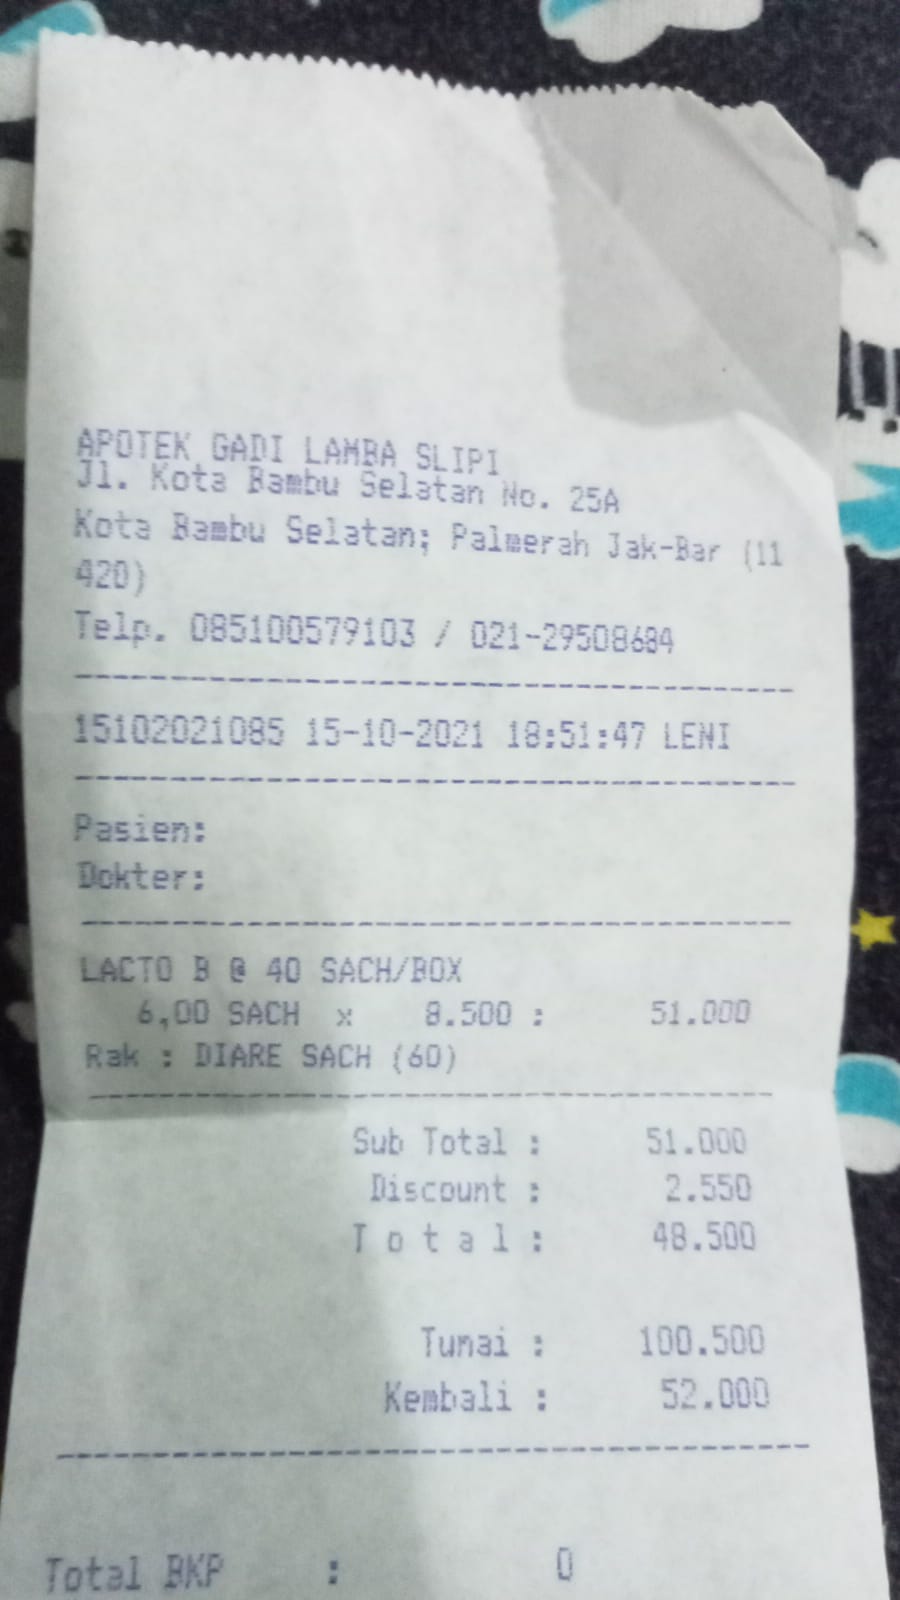 APOTEK GADI LAMBA SLIPI
Jl. Kota Bambu Selatan No. 25A
Kota Bambu Selatan; Palmerah Jak-Bar (11
420)
Telp. 085100579103 / 021-29508684
15102021085 15-10-2021 18:51:47 LENI
Pasien:
Dokter:
LACTO B @ 40 SACH/BOX
6,00 SACH x 8.500 : 51.000
Rak : DIARE SACH (60)
Sub Total : 51.000
Discount : 2.550
T o t a l : 48.500
Tunai : 100.500
Kembali : 52.000
Total BKP : 0